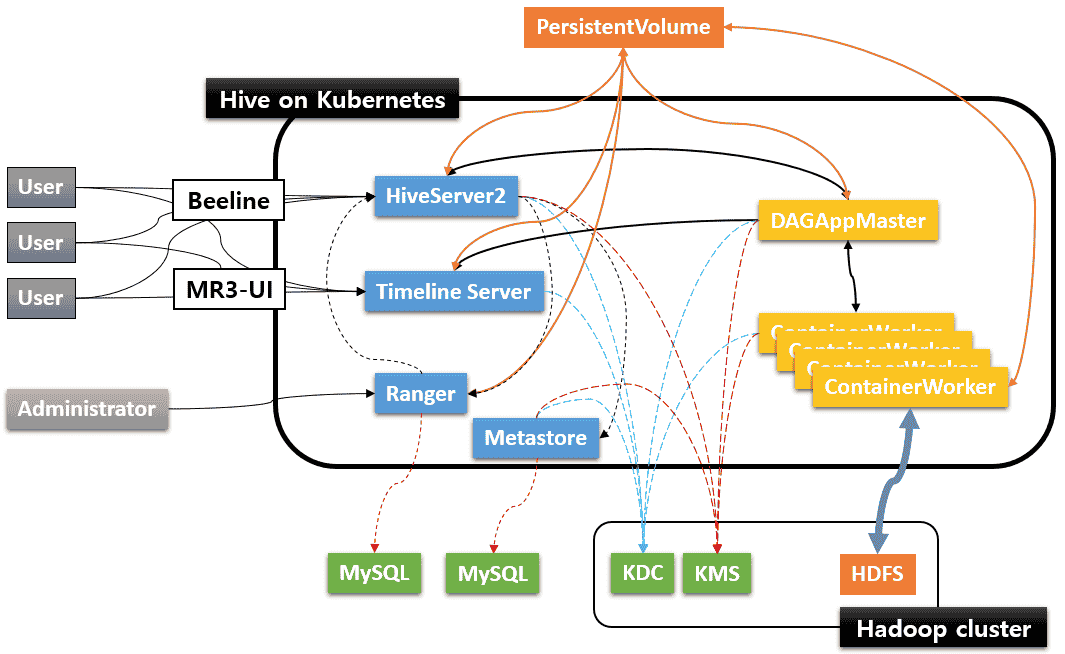 PersistentVolume
Hive on Kubernetes
User
Beeline
HiveServer2
DAGAppMaster
User
User
MR3-UI
Timeline Server
ContainerWorker
ContainerWorker
ContainerWorker
ContainerWorker
Administrator
Ranger
Metastore
MySQL
MySQL
KDC
KMS
HDFS
Hadoop cluster